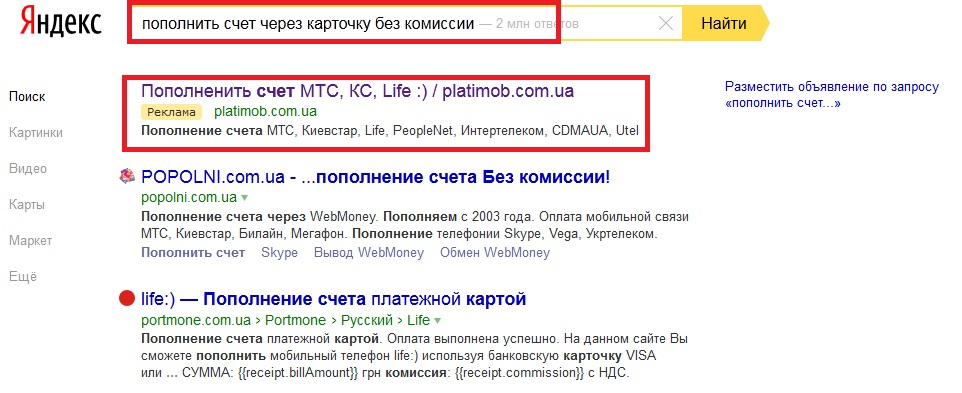 Яндекс
пополнить счет через карточку без комиссии — 2 млн ответов
Найти
Поиск
Картинки
Видео
Карты
Маркет
Ещё
Пополненить счет МТС, КС, Life :) / platimob.com.ua
Реклама platimob.com.ua
Пополнение счета МТС, Киевстар, Life, PeopleNet, Интертелеком, CDMAUA, Utel
POPOLNI.com.ua - ...пополнение счета Без комиссии!
popolni.com.ua
Пополнение счета через WebMoney. Пополняем с 2003 года. Оплата мобильной связи
МТС, Киевстар, Билайн, Мегафон. Пополнение телефонии Skype, Vega, Укртелеком.
Пополнить счет Skype Вывод WebMoney Обмен WebMoney
life:) — Пополнение счета платежной картой
portmone.com.ua › Portmone › Русский › Life
Пополнение счета платежной картой. Оплата выполнена успешно. На данном сайте Вы
сможете пополнить мобильный телефон life:) используя банковскую карточку VISA
или ... СУММА: {{receipt.billAmount}} грн комиссия: {{receipt.commission}} с НДС.
Разместить объявление по запросу
«пополнить счет...»